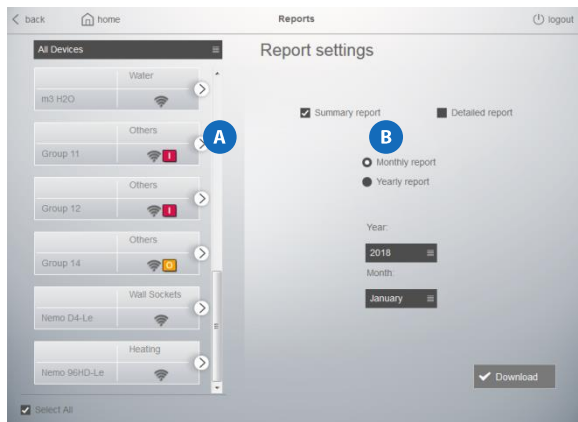 back home Reports logout
All Devices
Report settings
Water
m3 H2O
Summary report Detailed report
A
B
Others
Group 11 I
Monthly report
Yearly report
Others
Group 12 I
Year:
Others
Group 14 O
2018
Month:
January
Wall Sockets
Nemo D4-Le
Heating
Nemo 96HD-Le
Download
Select All